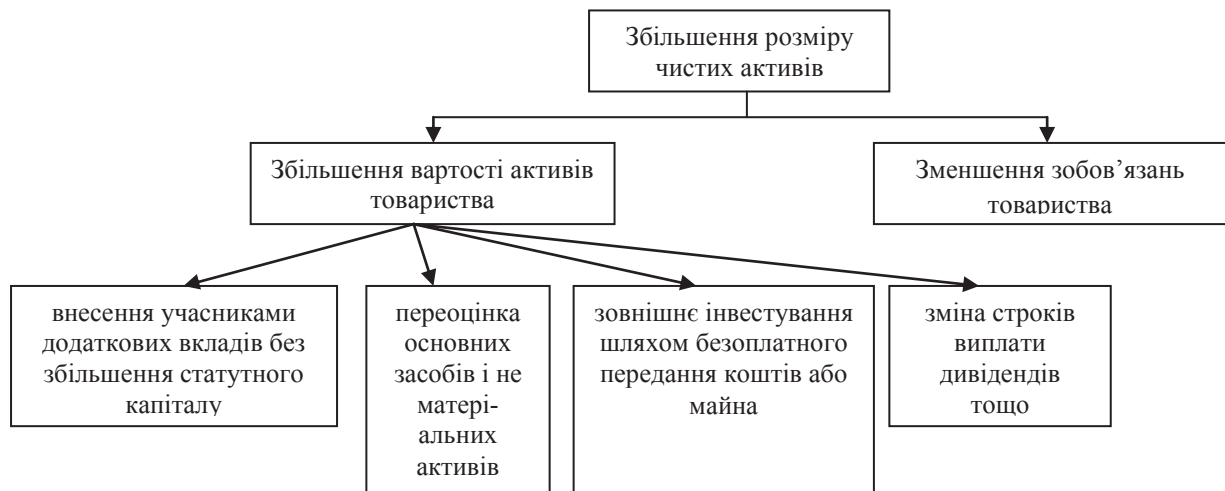 Збільшення розміру
чистих активів
Збільшення вартості активів
товариства
Зменшення зобов’язань
товариства
внесення учасниками
додаткових вкладів без
збільшення статутного
капіталу
переоцінка
основних
засобів і не
матері-
альних
активів
зовнішнє інвестування
шляхом безоплатного
передання коштів або
майна
зміна строків
виплати
дивідендів
тощо